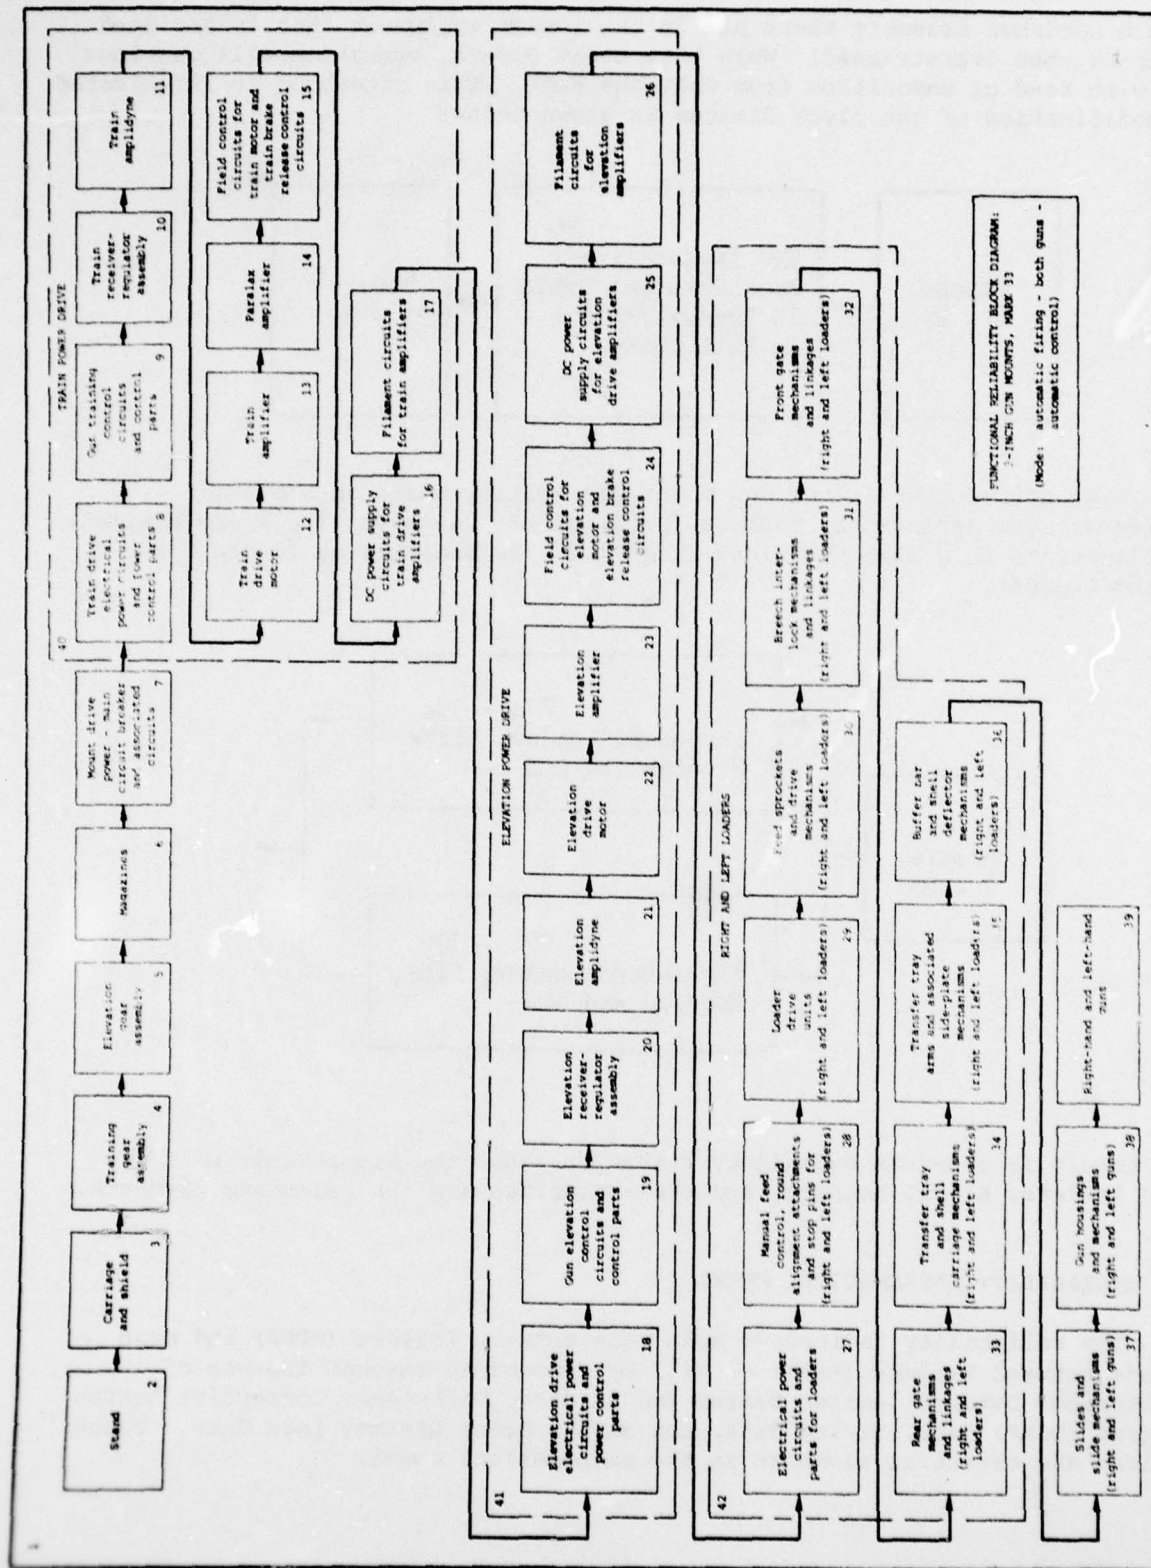 Stand
2
Carriage
and shield
3
Training
gear
assembly
4
Elevation
gear
assembly
5
Magazines
6
Mount drive
power - main
circuit breaker
and associated
circuits
7
TRAIN POWER DRIVE
40
Train drive
electrical
power circuits
and power
control parts
8
Gun training
control
circuits
and control
parts
9
Train
receiver-
regulator
assembly
10
Train
amplidyne
11
Train
drive
motor
12
Train
amplifier
13
Paralax
amplifier
14
Field control
circuits for
train motor and
train brake
release control
circuits
15
DC power supply
circuits for
train drive
amplifiers
16
Filament circuits
for train amplifiers
17
ELEVATION POWER DRIVE
41
Elevation drive
electrical power
circuits and
power control
parts
18
Gun elevation
control
circuits and
control parts
19
Elevation
receiver-
regulator
assembly
20
Elevation
amplidyne
21
Elevation
drive
motor
22
Elevation
amplifier
23
Field control
circuits for
elevation
motor and
elevation brake
release control
circuits
24
DC power
supply circuits
for elevation
drive amplifiers
25
Filament
circuits
for
elevation
amplifiers
26
RIGHT AND LEFT LOADERS
42
Electrical power
circuits and
parts for loaders
27
Manual feed
control, round
alignment attachments
and stop pins for
(right and left loaders)
28
Loader
drive
units
(right and left loaders)
29
Feed sprockets
and drive
mechanisms
(right and left loaders)
30
Breech inter-
lock mechanisms
and linkages
(right and left loaders)
31
Front gate
mechanisms
and linkages
(right and left loaders)
32
Rear gate
mechanisms
and linkages
(right and left
loaders)
33
Transfer tray
and shell
carriage mechanisms
(right and left loaders)
34
Transfer tray
arms and associated
side-plate
mechanisms
(right and left loaders)
35
Buffer bar
and shell
deflector
mechanisms
(right and left
loaders)
36
Slides and
slide mechanisms
(right and left guns)
37
Gun housings
and mechanisms
(right and left guns)
38
Right-hand and left-hand
guns
39
FUNCTIONAL RELIABILITY BLOCK DIAGRAM:
3-INCH GUN MOUNTS, MARK 33
(Mode: automatic firing - both guns -
automatic control)